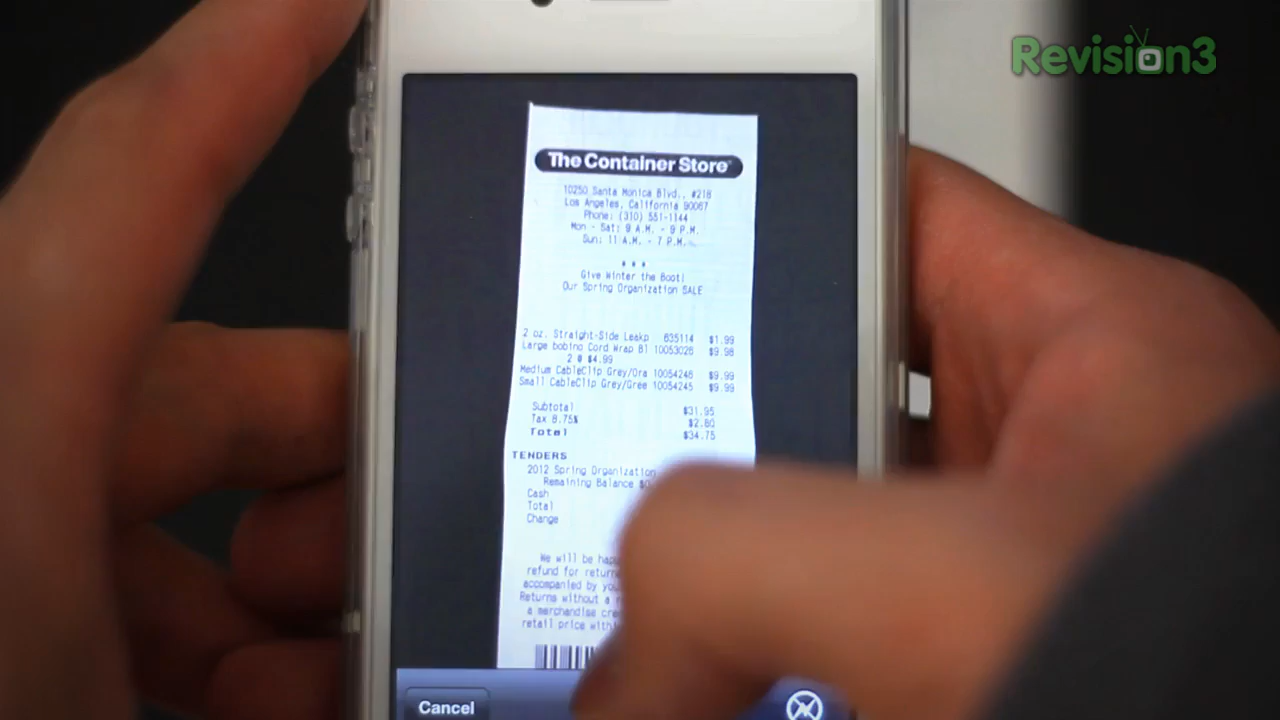 Revision3
The Container Store
10250 Santa Monica Blvd., #218
Los Angeles, California 90067
Phone: (310) 551-1144
Mon - Sat: 9 A.M. - 9 P.M.
Sun: 11 A.M. - 7 P.M.
* * *
Give Winter the Boot!
Our Spring Organization SALE
2 oz. Straight-Side Leakp 635114 $1.99
Large bobino Cord Wrap Bl 10053026 $9.98
2 @ $4.99
Medium CableClip Grey/Ora 10054246 $9.99
Small CableClip Grey/Gree 10054245 $9.99
Subtotal $31.95
Tax 8.75% $2.80
Total $34.75
TENDERS
2012 Spring Organization
Remaining Balance
Cash
Total
Change
We will be
refund for
accompanied by
Returns without a
a merchandise
retail price
Cancel